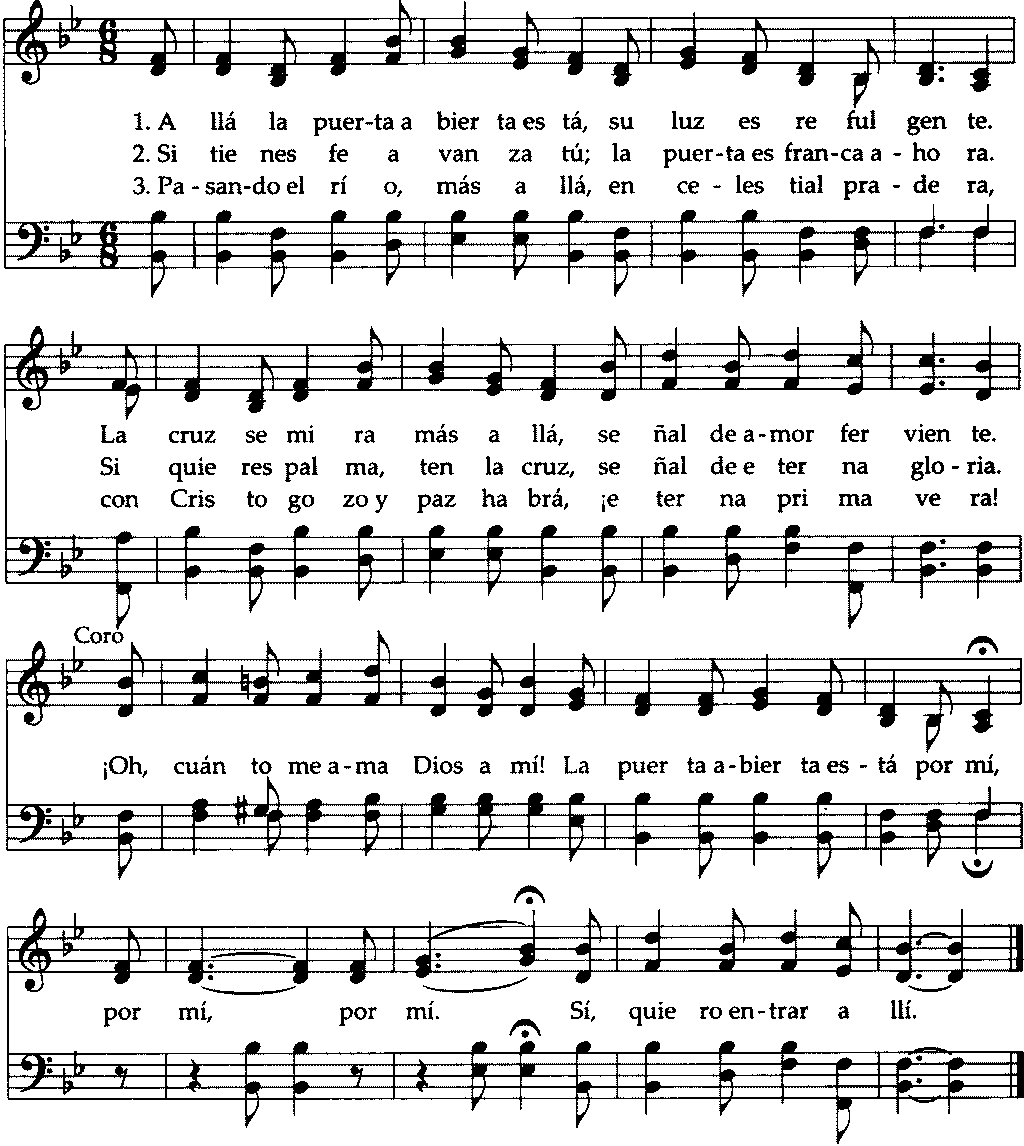 1. A llá la puer-ta a bier ta es tá, su luz es re ful gen te.
2. Si tie nes fe a van za tú; la puer-ta es fran-ca a - ho ra.
3. Pa - san-do el rí o, más a llá, en ce - les tial pra - de ra,
La cruz se mi ra más a llá, se ñal de a-mor fer vien te.
Si quie res pal ma, ten la cruz, se ñal de e ter na glo - ria.
con Cris to go zo y paz ha brá, ¡e ter na pri ma ve ra!
Coro
¡Oh, cuán to me a-ma Dios a mí! La puer ta a-bier ta es - tá por mí,
por mí, por mí. Sí, quie ro en-trar a llí.